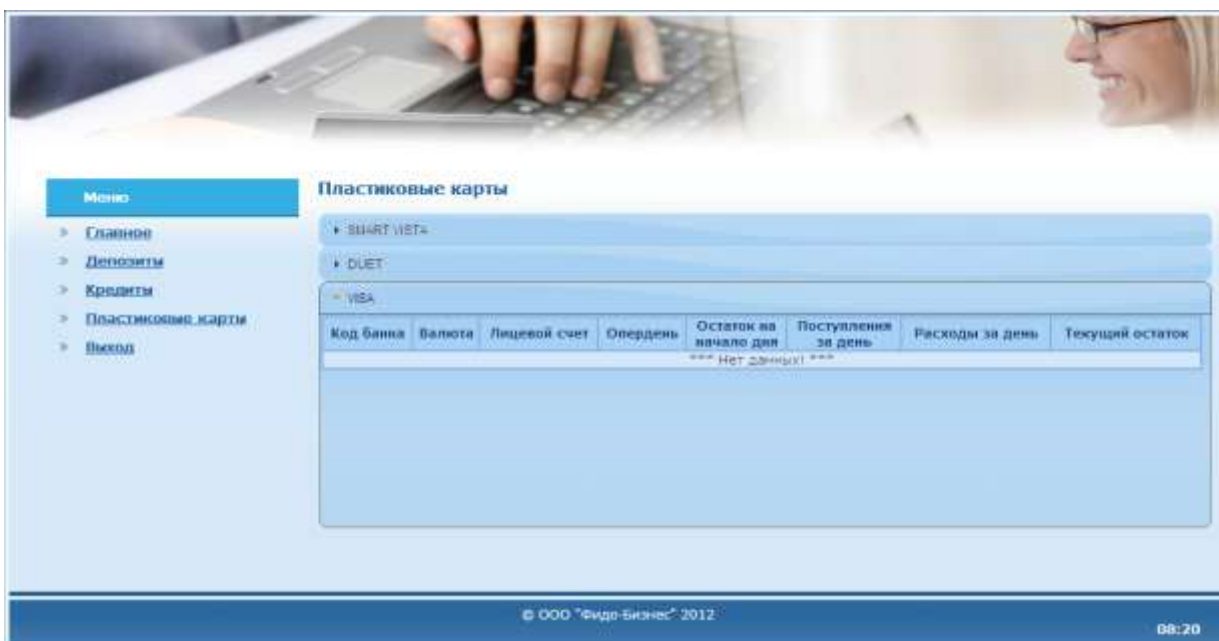 Меню
Пластиковые карты
Главное
Депозиты
Кредиты
Пластиковые карты
Выход
SMART VISTA
DUET
VISA
Код банка Валюта Лицевой счет Опердень Остаток на начало дня Поступления за день Расходы за день Текущий остаток
*** Нет данных! ***
© ООО "Фидо-Бизнес" 2012
08:20